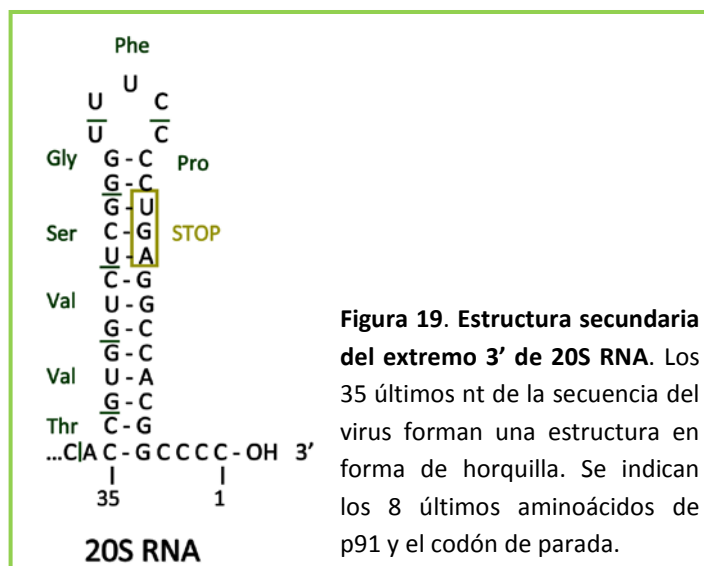 Phe
U
U C
U C
Gly G - C Pro
G - C
G - U
Ser C - G STOP
U - A
C - G
Val U - G
G - C
G - C
Val U - A
G - C
Thr C - G
...C|A C - G C C C C - OH 3’
35 1
20S RNA
Figura 19. Estructura secundaria
del extremo 3’ de 20S RNA. Los
35 últimos nt de la secuencia del
virus forman una estructura en
forma de horquilla. Se indican
los 8 últimos aminoácidos de
p91 y el codón de parada.